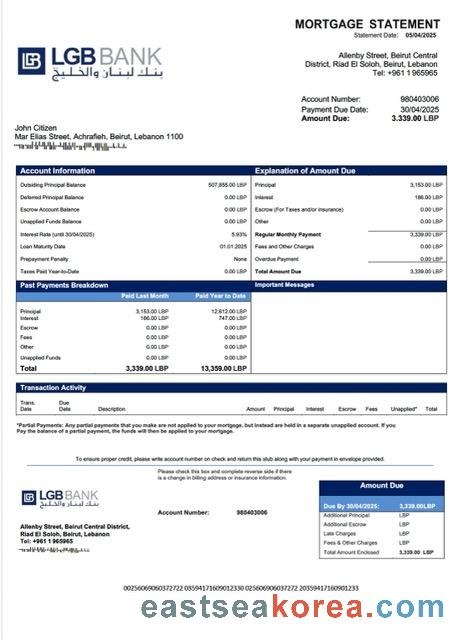 MORTGAGE STATEMENT
Statement Date: 05/04/2025
LGB BANK
بنك لبنان والخليج
Allenby Street, Beirut Central
District, Riad El Soloh, Beirut, Lebanon
Tel: +961 1 965965
Account Number: 980403006
Payment Due Date: 30/04/2025
Amount Due: 3.339.00 LBP
John Citizen
Mar Elias Street, Achrafieh, Beirut, Lebanon 1100
Account Information
Outsiding Principal Balance 507,855.00 LBP
Deferred Principal Balance 0.00 LBP
Escrow Account Balance 0.00 LBP
Unapplied Funds Balance 0.00 LBP
Interest Rate (until 30/04/2025) 5.93%
Loan Maturity Date 01.01.2025
Prepayment Penalty None
Taxes Paid Year-to-Date 0.00 LBP
Explanation of Amount Due
Principal 3,153.00 LBP
Interest 186.00 LBP
Escrow (For Taxes and/or insurance) 0.00 LBP
Other 0.00 LBP
Regular Monthly Payment 3,339.00 LBP
Fees and Other Charges 0.00 LBP
Overdue Payment 0.00 LBP
Total Amount Due 3,339.00 LBP
Past Payments Breakdown
Paid Last Month Paid Year to Date
Principal 3,153.00 LBP 12,612.00 LBP
Interest 186.00 LBP 747.00 LBP
Escrow 0.00 LBP 0.00 LBP
Fees 0.00 LBP 0.00 LBP
Other 0.00 LBP 0.00 LBP
Unapplied Funds 0.00 LBP 0.00 LBP
Total 3,339.00 LBP 13,359.00 LBP
Important Messages
Transaction Activity
Trans. Date Due Date Description Amount Principal Interest Escrow Fees Unapplied* Total
*Partial Payments: Any partial payments that you make are not applied to your mortgage, but instead are held in a separate unapplied account. If you
Pay the balance of a partial payment, the funds will then be applied to your mortgage.
To ensure proper credit, please write account number on check and return this stub along with your payment in envelope provided.
Please check this box and complete reverse side if there
is a change in billing address or insurance information.
LGB BANK
بنك لبنان والخليج
Account Number: 980403006
Allenby Street, Beirut Central District,
Riad El Soloh, Beirut, Lebanon
Tel: +961 1 965965
Amount Due
Due By 30/04/2025: 3,339.00LBP
Additional Principal LBP
Additional Escrow LBP
Late Charges LBP
Fees & Other Charges LBP
Total Amount Enclosed 3,339.00 LBP
eastseakorea.com